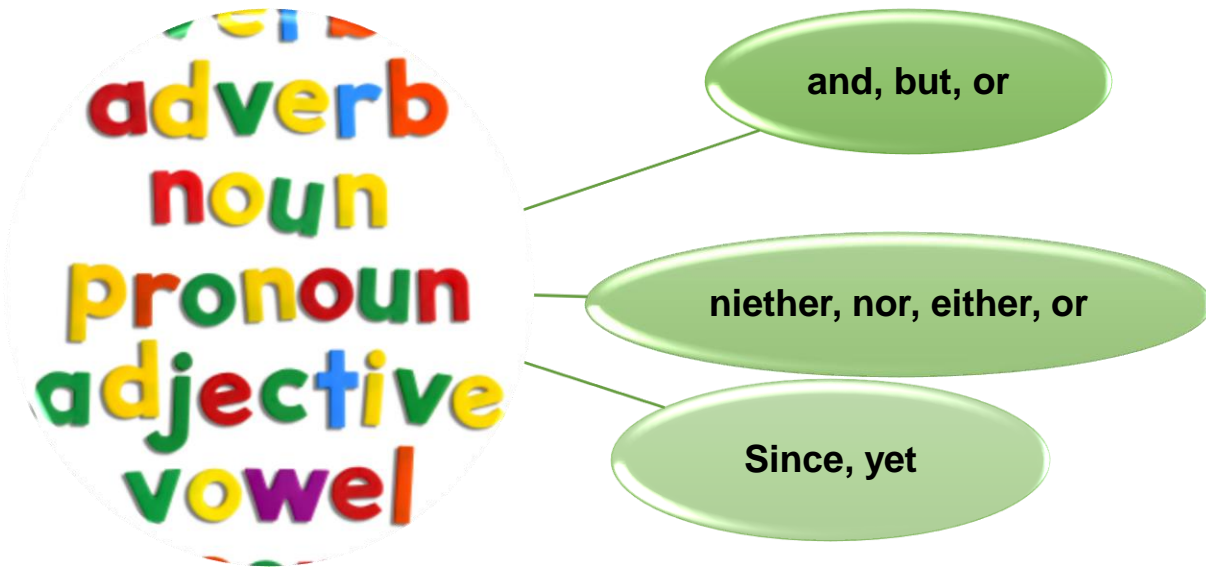 adverb
noun
pronoun
adjective
vowel
and, but, or
niether, nor, either, or
Since, yet